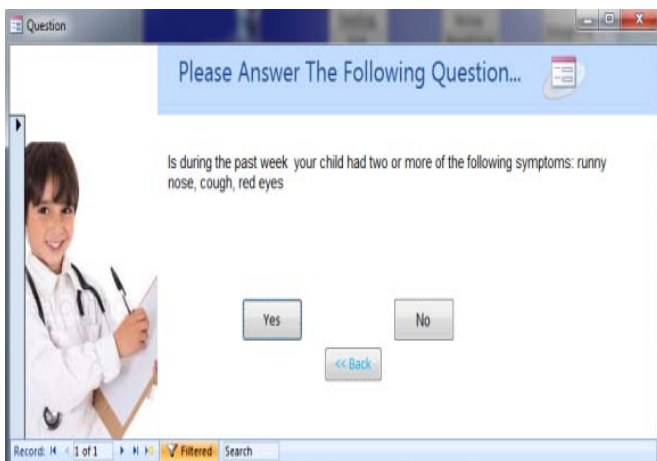 Question
Please Answer The Following Question...
Is during the past week your child had two or more of the following symptoms: runny
nose, cough, red eyes
Yes
No
<< Back
Record: 1 of 1 Filtered Search